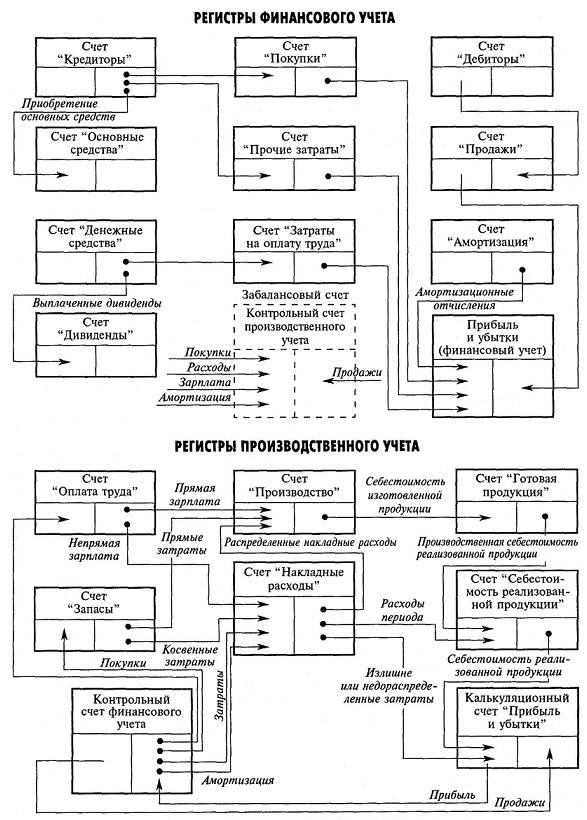 РЕГИСТРЫ ФИНАНСОВОГО УЧЕТА
Счет
“Кредиторы”
Счет
“Покупки”
Счет
“Дебиторы”
Приобретение
основных средств
Счет “Основные
средства”
Счет
“Прочие затраты”
Счет
“Продажи”
Счет “Денежные
средства”
Счет “Затраты
на оплату труда”
Счет
“Амортизация”
Выплаченные дивиденды
Забалансовый счет
Амортизационные
отчисления
Счет
“Дивиденды”
Контрольный счет
производственного
учета
Прибыль
и убытки
(финансовый учет)
Покупки
Расходы
Зарплата
Амортизация
Продажи
РЕГИСТРЫ ПРОИЗВОДСТВЕННОГО УЧЕТА
Счет
“Оплата труда”
Прямая
зарплата
Счет
“Производство”
Себестоимость
изготовленной
продукции
Счет “Готовая
продукция”
Непрямая
зарплата
Прямые
затраты
Распределенные накладные расходы
Производственная себестоимость
реализованной продукции
Счет
“Запасы”
Счет “Накладные
расходы”
Расходы
периода
Счет “Себестои-
мость реализован-
ной продукции”
Покупки
Косвенные
затраты
Затраты
Излишне
или недораспреде-
ленные затраты
Себестоимость реали-
зованной продукции
Контрольный
счет финансового
учета
Калькуляционный
счет “Прибыль
и убытки”
Амортизация
Прибыль
Продажи